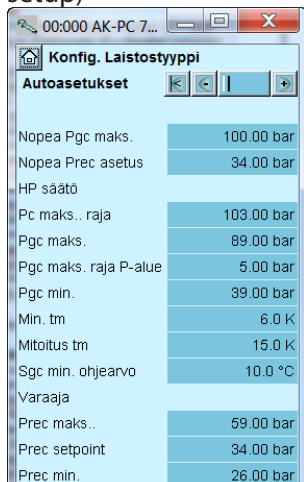 setup)
00:000 AK-PC 7...
Konfig. Laistostyyppi
Autoasetukset
Nopea Pgc maks. 100.00 bar
Nopea Prec asetus 34.00 bar
HP säätö
Pc maks.. raja 103.00 bar
Pgc maks. 89.00 bar
Pgc maks. raja P-alue 5.00 bar
Pgc min. 39.00 bar
Min. tm 6.0 K
Mitoitus tm 15.0 K
Sgc min. ohjearvo 10.0 °C
Varaaja
Prec maks.. 59.00 bar
Prec setpoint 34.00 bar
Prec min. 26.00 bar